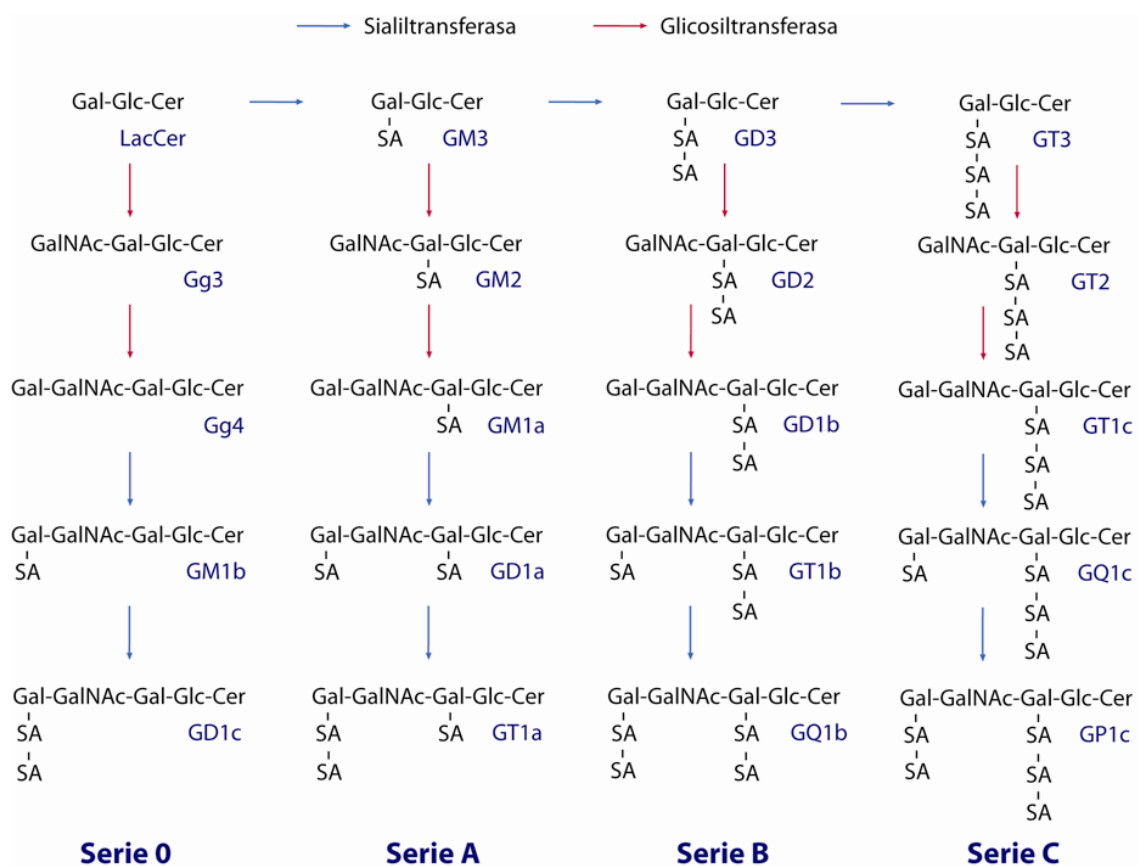 Sialiltransferasa Glicosiltransferasa
Gal-Glc-Cer Gal-Glc-Cer Gal-Glc-Cer Gal-Glc-Cer
LacCer SA GM3 SA GD3 SA GT3
SA SA
SA
GalNAc-Gal-Glc-Cer GalNAc-Gal-Glc-Cer GalNAc-Gal-Glc-Cer GalNAc-Gal-Glc-Cer
Gg3 SA GM2 SA GD2 SA GT2
SA SA
SA
Gal-GalNAc-Gal-Glc-Cer Gal-GalNAc-Gal-Glc-Cer Gal-GalNAc-Gal-Glc-Cer Gal-GalNAc-Gal-Glc-Cer
Gg4 SA GM1a SA GD1b SA GT1c
SA SA
SA
Gal-GalNAc-Gal-Glc-Cer Gal-GalNAc-Gal-Glc-Cer Gal-GalNAc-Gal-Glc-Cer Gal-GalNAc-Gal-Glc-Cer
SA GM1b SA SA GD1a SA SA GT1b SA SA GQ1c
SA SA
SA
Gal-GalNAc-Gal-Glc-Cer Gal-GalNAc-Gal-Glc-Cer Gal-GalNAc-Gal-Glc-Cer Gal-GalNAc-Gal-Glc-Cer
SA GD1c SA SA GT1a SA SA GQ1b SA SA GP1c
SA SA SA SA SA SA
SA
Serie 0 Serie A Serie B Serie C